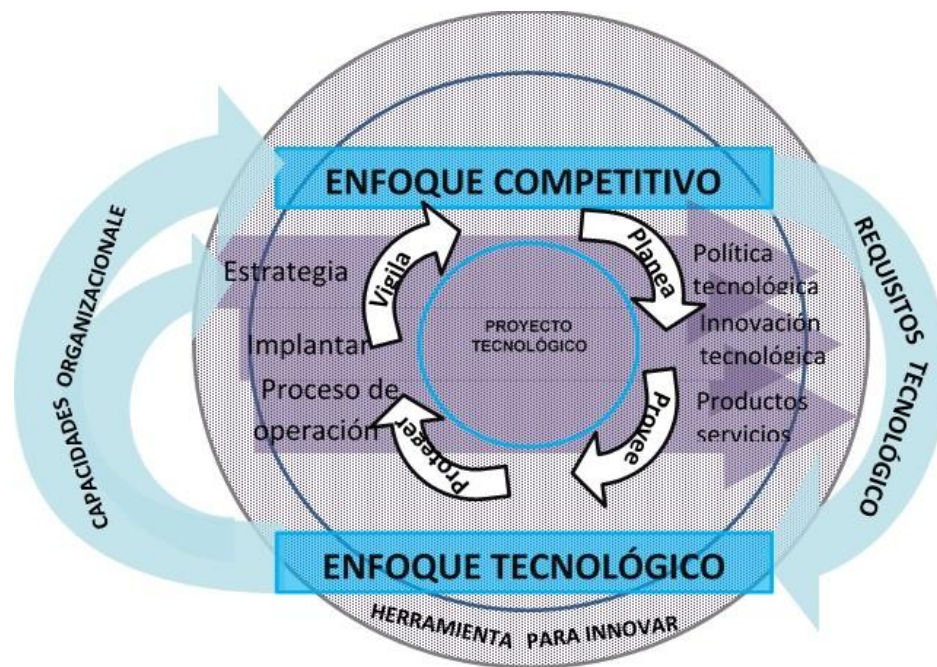 ENFOQUE COMPETITIVO
CAPACIDADES ORGANIZACIONALE
REQUISITOS TECNOLÓGICO
Vigila
Planea
Estrategia
Política
tecnológica
PROYECTO
TECNOLÓGICO
Implantar
Innovación
tecnológica
Proceso de
operación
Productos
servicios
Proteger
Provee
ENFOQUE TECNOLÓGICO
HERRAMIENTA PARA INNOVAR